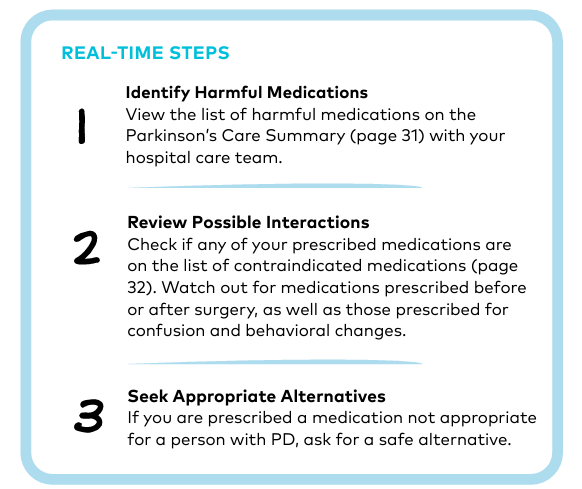 REAL-TIME STEPS
1
Identify Harmful Medications
View the list of harmful medications on the
Parkinson's Care Summary (page 31) with your
hospital care team.
2
Review Possible Interactions
Check if any of your prescribed medications are
on the list of contraindicated medications (page
32). Watch out for medications prescribed before
or after surgery, as well as those prescribed for
confusion and behavioral changes.
3
Seek Appropriate Alternatives
If you are prescribed a medication not appropriate
for a person with PD, ask for a safe alternative.